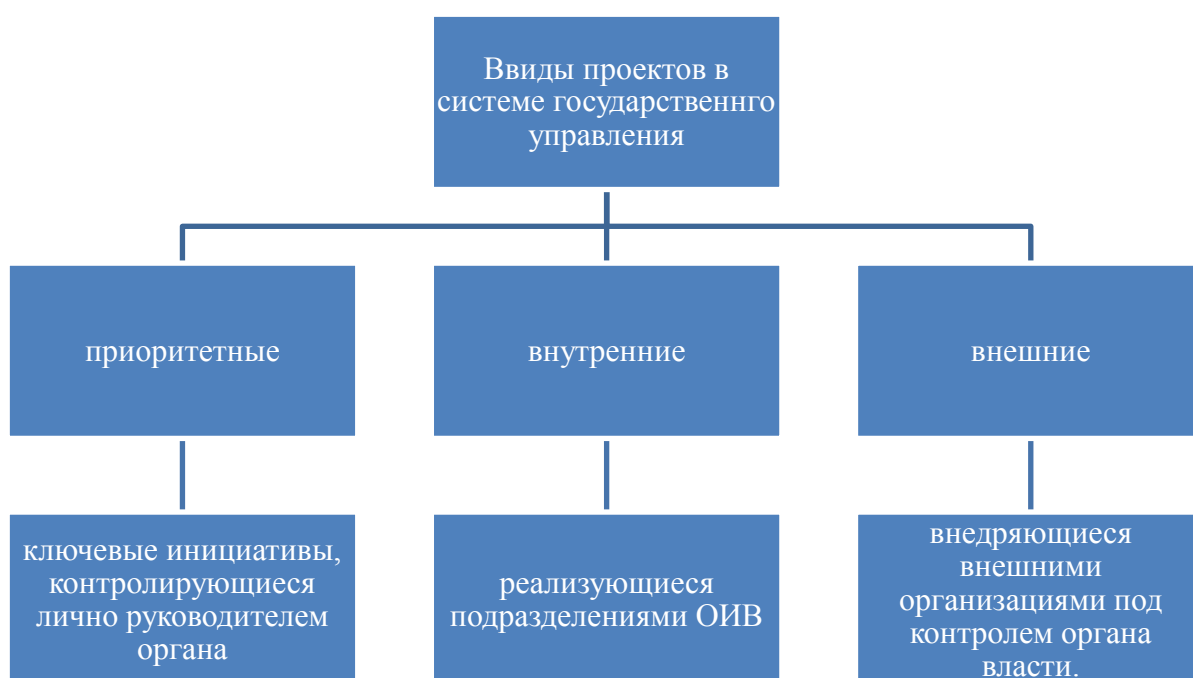 Ввиды проектов в
системе государственнго
управления
приоритетные
внутренние
внешние
ключевые инициативы,
контролирующиеся
лично руководителем
органа
реализующиеся
подразделениями ОИВ
внедряющиеся
внешними
организациями под
контролем органа
власти.